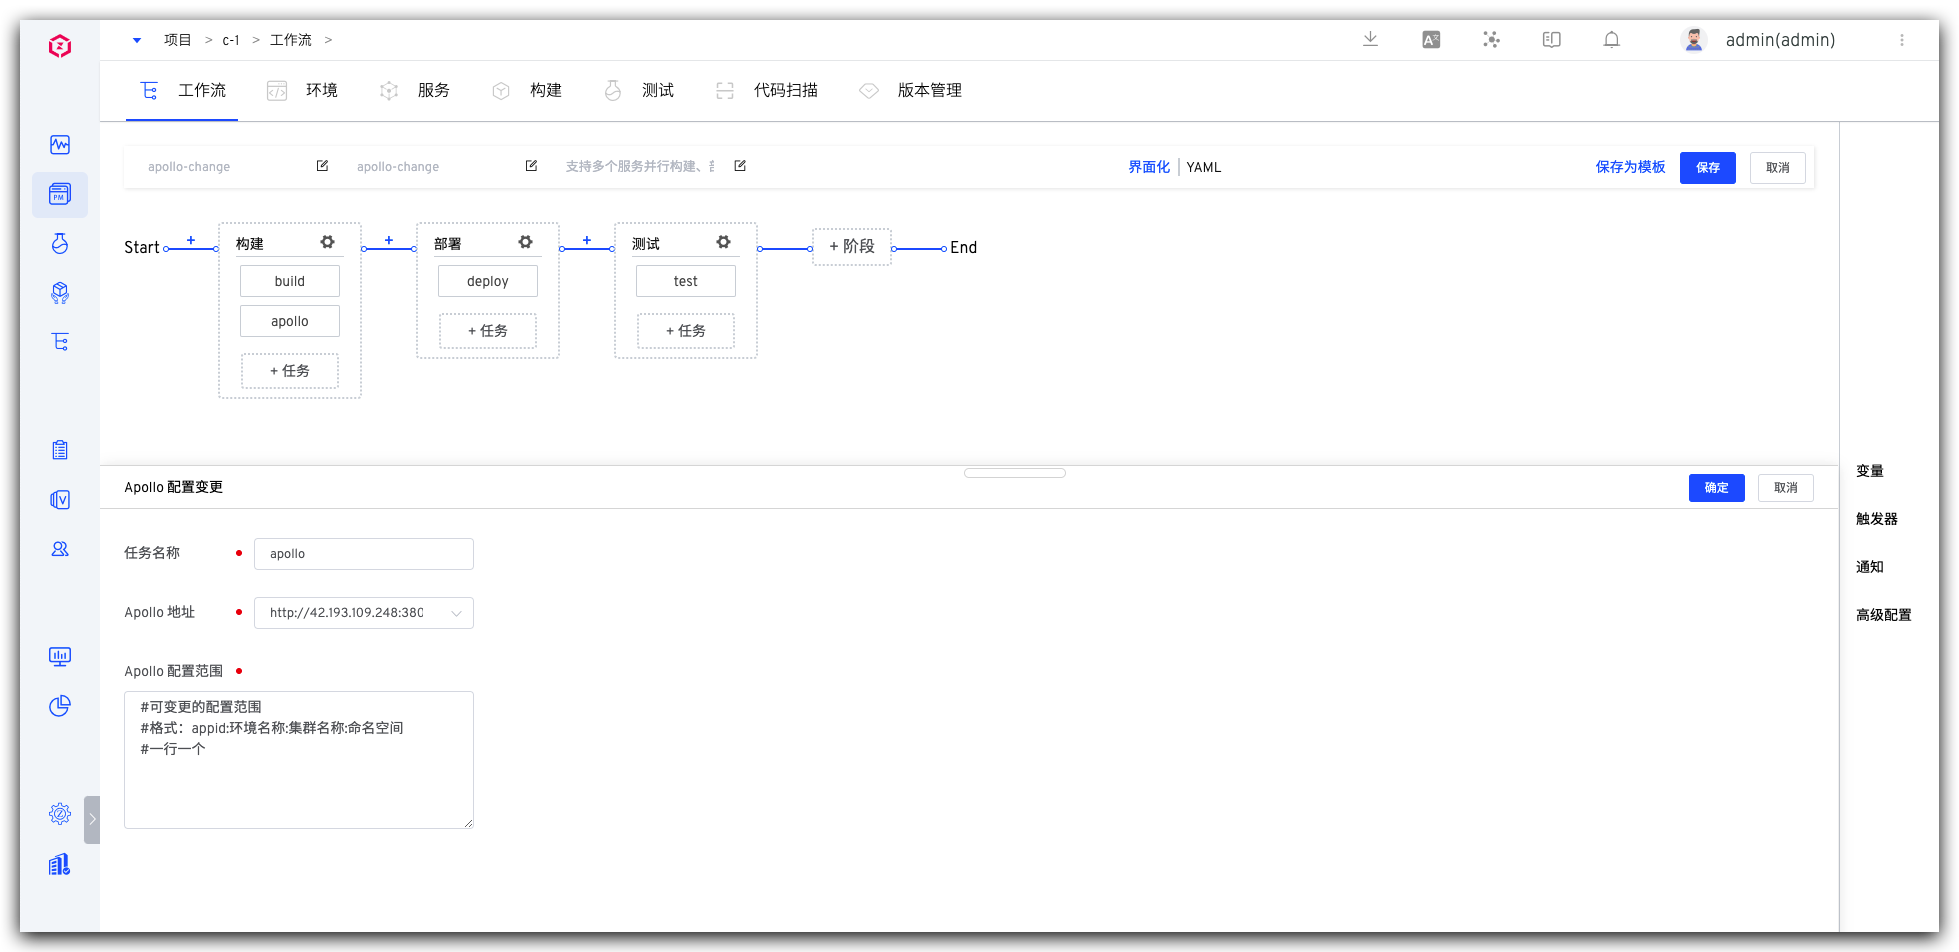 项目 > c-1 > 工作流 >
admin(admin)
工作流 环境 服务 构建 测试 代码扫描 版本管理
apollo-change apollo-change 支持多个服务并行构建、 界面化 | YAML 保存为模板 保存 取消
Start 构建 部署 测试 + 阶段 End
build deploy test
apollo
+ 任务 + 任务
+ 任务
Apollo 配置变更 确定 取消
任务名称 apollo
Apollo 地址 http://42.193.109.248:380
Apollo 配置范围
#可变更的配置范围
#格式：appid:环境名称:集群名称:命名空间
#一行一个
变量
触发器
通知
高级配置